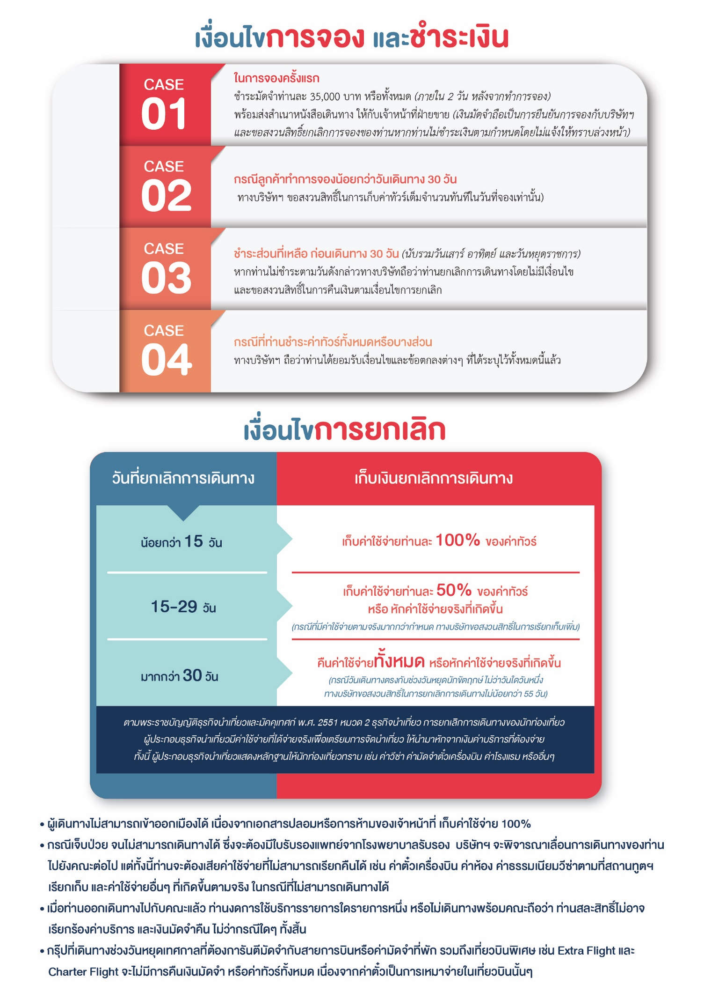 เงื่อนไขการจอง และชำระเงิน
CASE
01
ในการจองครั้งแรก
ชำระมัดจำท่านละ 35,000 บาท หรือทั้งหมด (ภายใน 2 วัน หลังจากทำการจอง)
พร้อมส่งสำเนาหนังสือเดินทาง ให้กับเจ้าหน้าที่ฝ่ายขาย (เงินมัดจำถือเป็นการยืนยันการจองกับบริษัทฯ
และขอสงวนสิทธิ์ยกเลิกการจองของท่านหากท่านไม่ชำระเงินตามกำหนดโดยไม่แจ้งให้ทราบล่วงหน้า)
CASE
02
กรณีลูกค้าทำการจองน้อยกว่าวันเดินทาง 30 วัน
ทางบริษัทฯ ขอสงวนสิทธิ์ในการเก็บค่าทัวร์เต็มจำนวนทันทีในวันที่จองเท่านั้น)
CASE
03
ชำระส่วนที่เหลือ ก่อนเดินทาง 30 วัน (นับรวมวันเสาร์ อาทิตย์ และวันหยุดราชการ)
หากท่านไม่ชำระตามวันดังกล่าวทางบริษัทถือว่าท่านยกเลิกการเดินทางโดยไม่มีเงื่อนไข
และขอสงวนสิทธิ์ในการคืนเงินตามเงื่อนไขการยกเลิก
CASE
04
กรณีที่ท่านชำระค่าทัวร์ทั้งหมดหรือบางส่วน
ทางบริษัทฯ ถือว่าท่านได้ยอมรับเงื่อนไขและข้อตกลงต่างๆ ที่ได้ระบุไว้ทั้งหมดนี้แล้ว
เงื่อนไขการยกเลิก
วันที่ยกเลิกการเดินทาง
เก็บเงินยกเลิกการเดินทาง
น้อยกว่า 15 วัน
เก็บค่าใช้จ่ายท่านละ 100% ของค่าทัวร์
15-29 วัน
เก็บค่าใช้จ่ายท่านละ 50% ของค่าทัวร์
หรือ หักค่าใช้จ่ายจริงที่เกิดขึ้น
(กรณีที่มีค่าใช้จ่ายตามจริงมากกว่ากำหนด ทางบริษัทขอสงวนสิทธิ์ในการเรียกเก็บเพิ่ม)
มากกว่า 30 วัน
คืนค่าใช้จ่ายทั้งหมด หรือหักค่าใช้จ่ายจริงที่เกิดขึ้น
(กรณีวันเดินทางตรงกับช่วงวันหยุดนักขัตฤกษ์ ไม่ว่าวันใดวันหนึ่ง
ทางบริษัทขอสงวนสิทธิ์ในการยกเลิกการเดินทางไม่น้อยกว่า 55 วัน)
ตามพระราชบัญญัติธุรกิจนำเที่ยวและมัคคุเทศก์ พ.ศ. 2551 หมวด 2 ธุรกิจนำเที่ยว การยกเลิกการเดินทางของนักท่องเที่ยว
ผู้ประกอบธุรกิจนำเที่ยวมีค่าใช้จ่ายที่ได้จ่ายจริงเพื่อเตรียมการจัดนำเที่ยว ให้นำมาหักจากเงินค่าบริการที่ต้องจ่าย
ทั้งนี้ ผู้ประกอบธุรกิจนำเที่ยวแสดงหลักฐานให้นักท่องเที่ยวทราบ เช่น ค่าวีซ่า ค่ามัดจำตั๋วเครื่องบิน ค่าโรงแรม หรืออื่นๆ
• ผู้เดินทางไม่สามารถเข้าออกเมืองได้ เนื่องจากเอกสารปลอมหรือการห้ามของเจ้าหน้าที่ เก็บค่าใช้จ่าย 100%
• กรณีเจ็บป่วย จนไม่สามารถเดินทางได้ ซึ่งจะต้องมีใบรับรองแพทย์จากโรงพยาบาลรับรอง บริษัทฯ จะพิจารณาเลื่อนการเดินทางของท่าน
ไปยังคณะต่อไป แต่ทั้งนี้ท่านจะต้องเสียค่าใช้จ่ายที่ไม่สามารถเรียกคืนได้ เช่น ค่าตั๋วเครื่องบิน ค่าห้อง ค่าธรรมเนียมวีซ่าตามที่สถานทูตฯ
เรียกเก็บ และค่าใช้จ่ายอื่นๆ ที่เกิดขึ้นตามจริง ในกรณีที่ไม่สามารถเดินทางได้
• เมื่อท่านออกเดินทางไปกับคณะแล้ว ท่านงดการใช้บริการรายการใดรายการหนึ่ง หรือไม่เดินทางพร้อมคณะถือว่า ท่านสละสิทธิ์ไม่อาจ
เรียกร้องค่าบริการ และเงินมัดจำคืน ไม่ว่ากรณีใดๆ ทั้งสิ้น
• กรุ๊ปที่เดินทางช่วงวันหยุดเทศกาลที่ต้องการันตีมัดจำกับสายการบินหรือค่ามัดจำที่พัก รวมถึงเที่ยวบินพิเศษ เช่น Extra Flight และ
Charter Flight จะไม่มีการคืนเงินมัดจำ หรือค่าทัวร์ทั้งหมด เนื่องจากค่าตั๋วเป็นการเหมาจ่ายในเที่ยวบินนั้นๆ